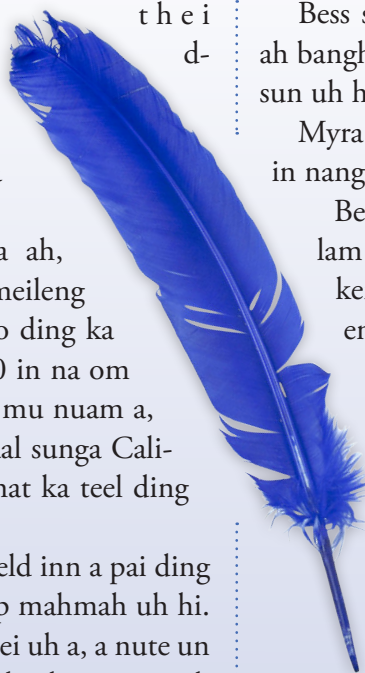 t h e i
d-
a ah,
meileng
ding ka
0 in na om
mu nuam a,
al sunga Cali-
hat ka teel ding
eld inn a pai ding
p mahmah uh hi.
ei uh a, a nute un
Bess s
ah bangh
sun uh h
Myra
in nang
Be
lam
ke